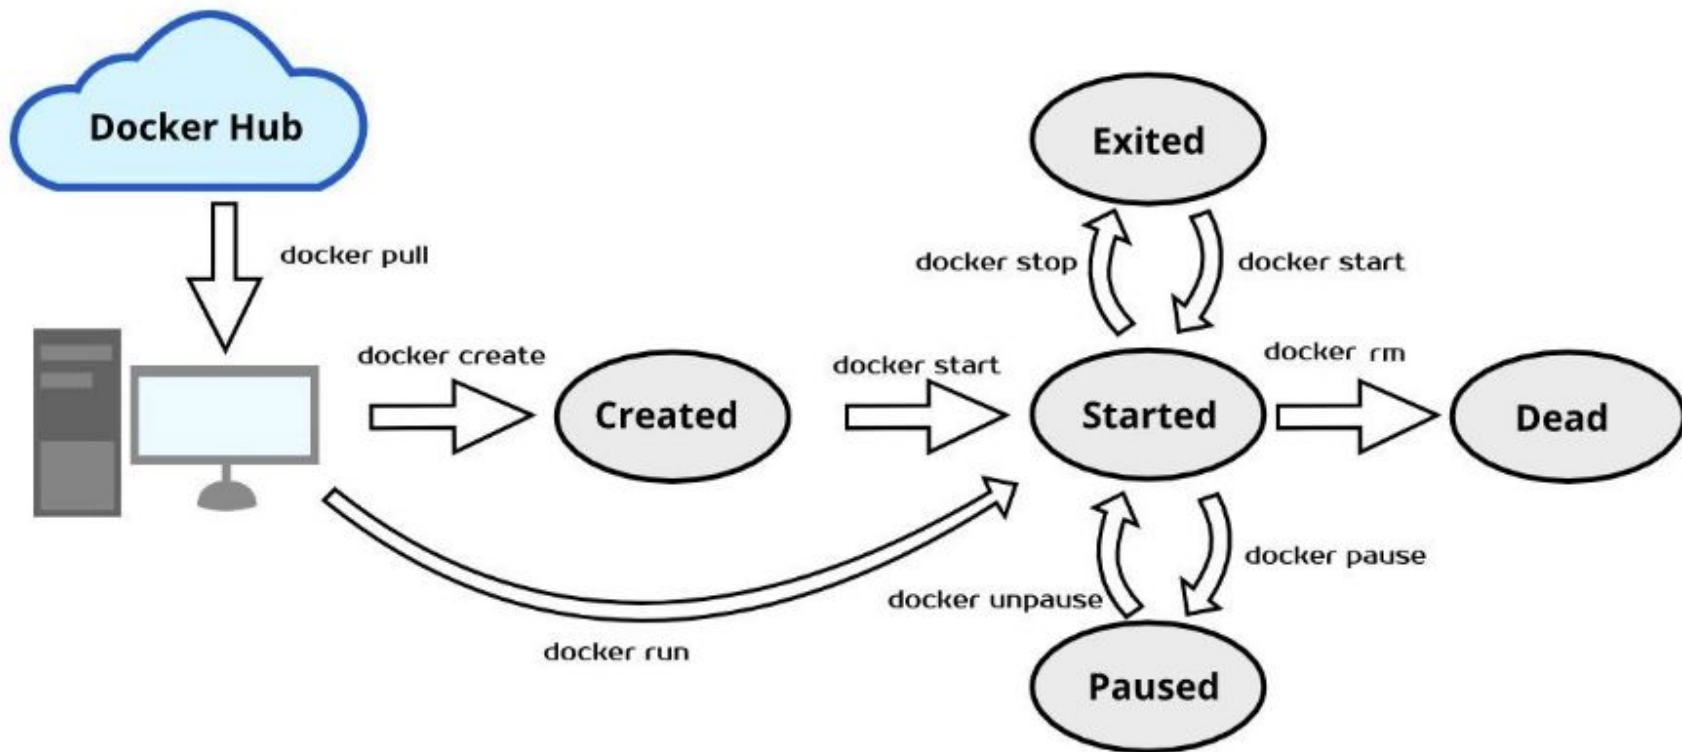 Docker Hub
docker pull
Exited
docker stop
docker start
docker create
docker start
docker rm
Created
Started
Dead
docker run
docker unpause
docker pause
Paused